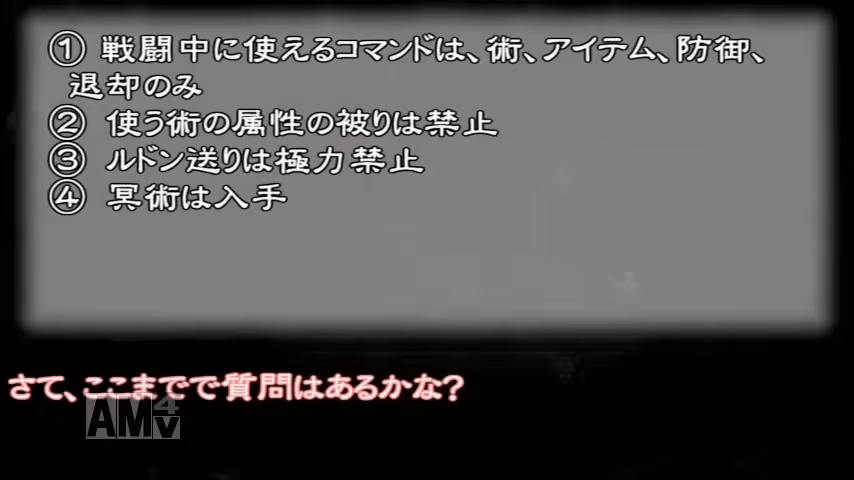 ① 戦闘中に使えるコマンドは、術、アイテム、防御、
退却のみ
② 使う術の属性の被りは禁止
③ ルドン送りは極力禁止
④ 冥術は入手
さて、ここまでで質問はあるかな?
AM4v